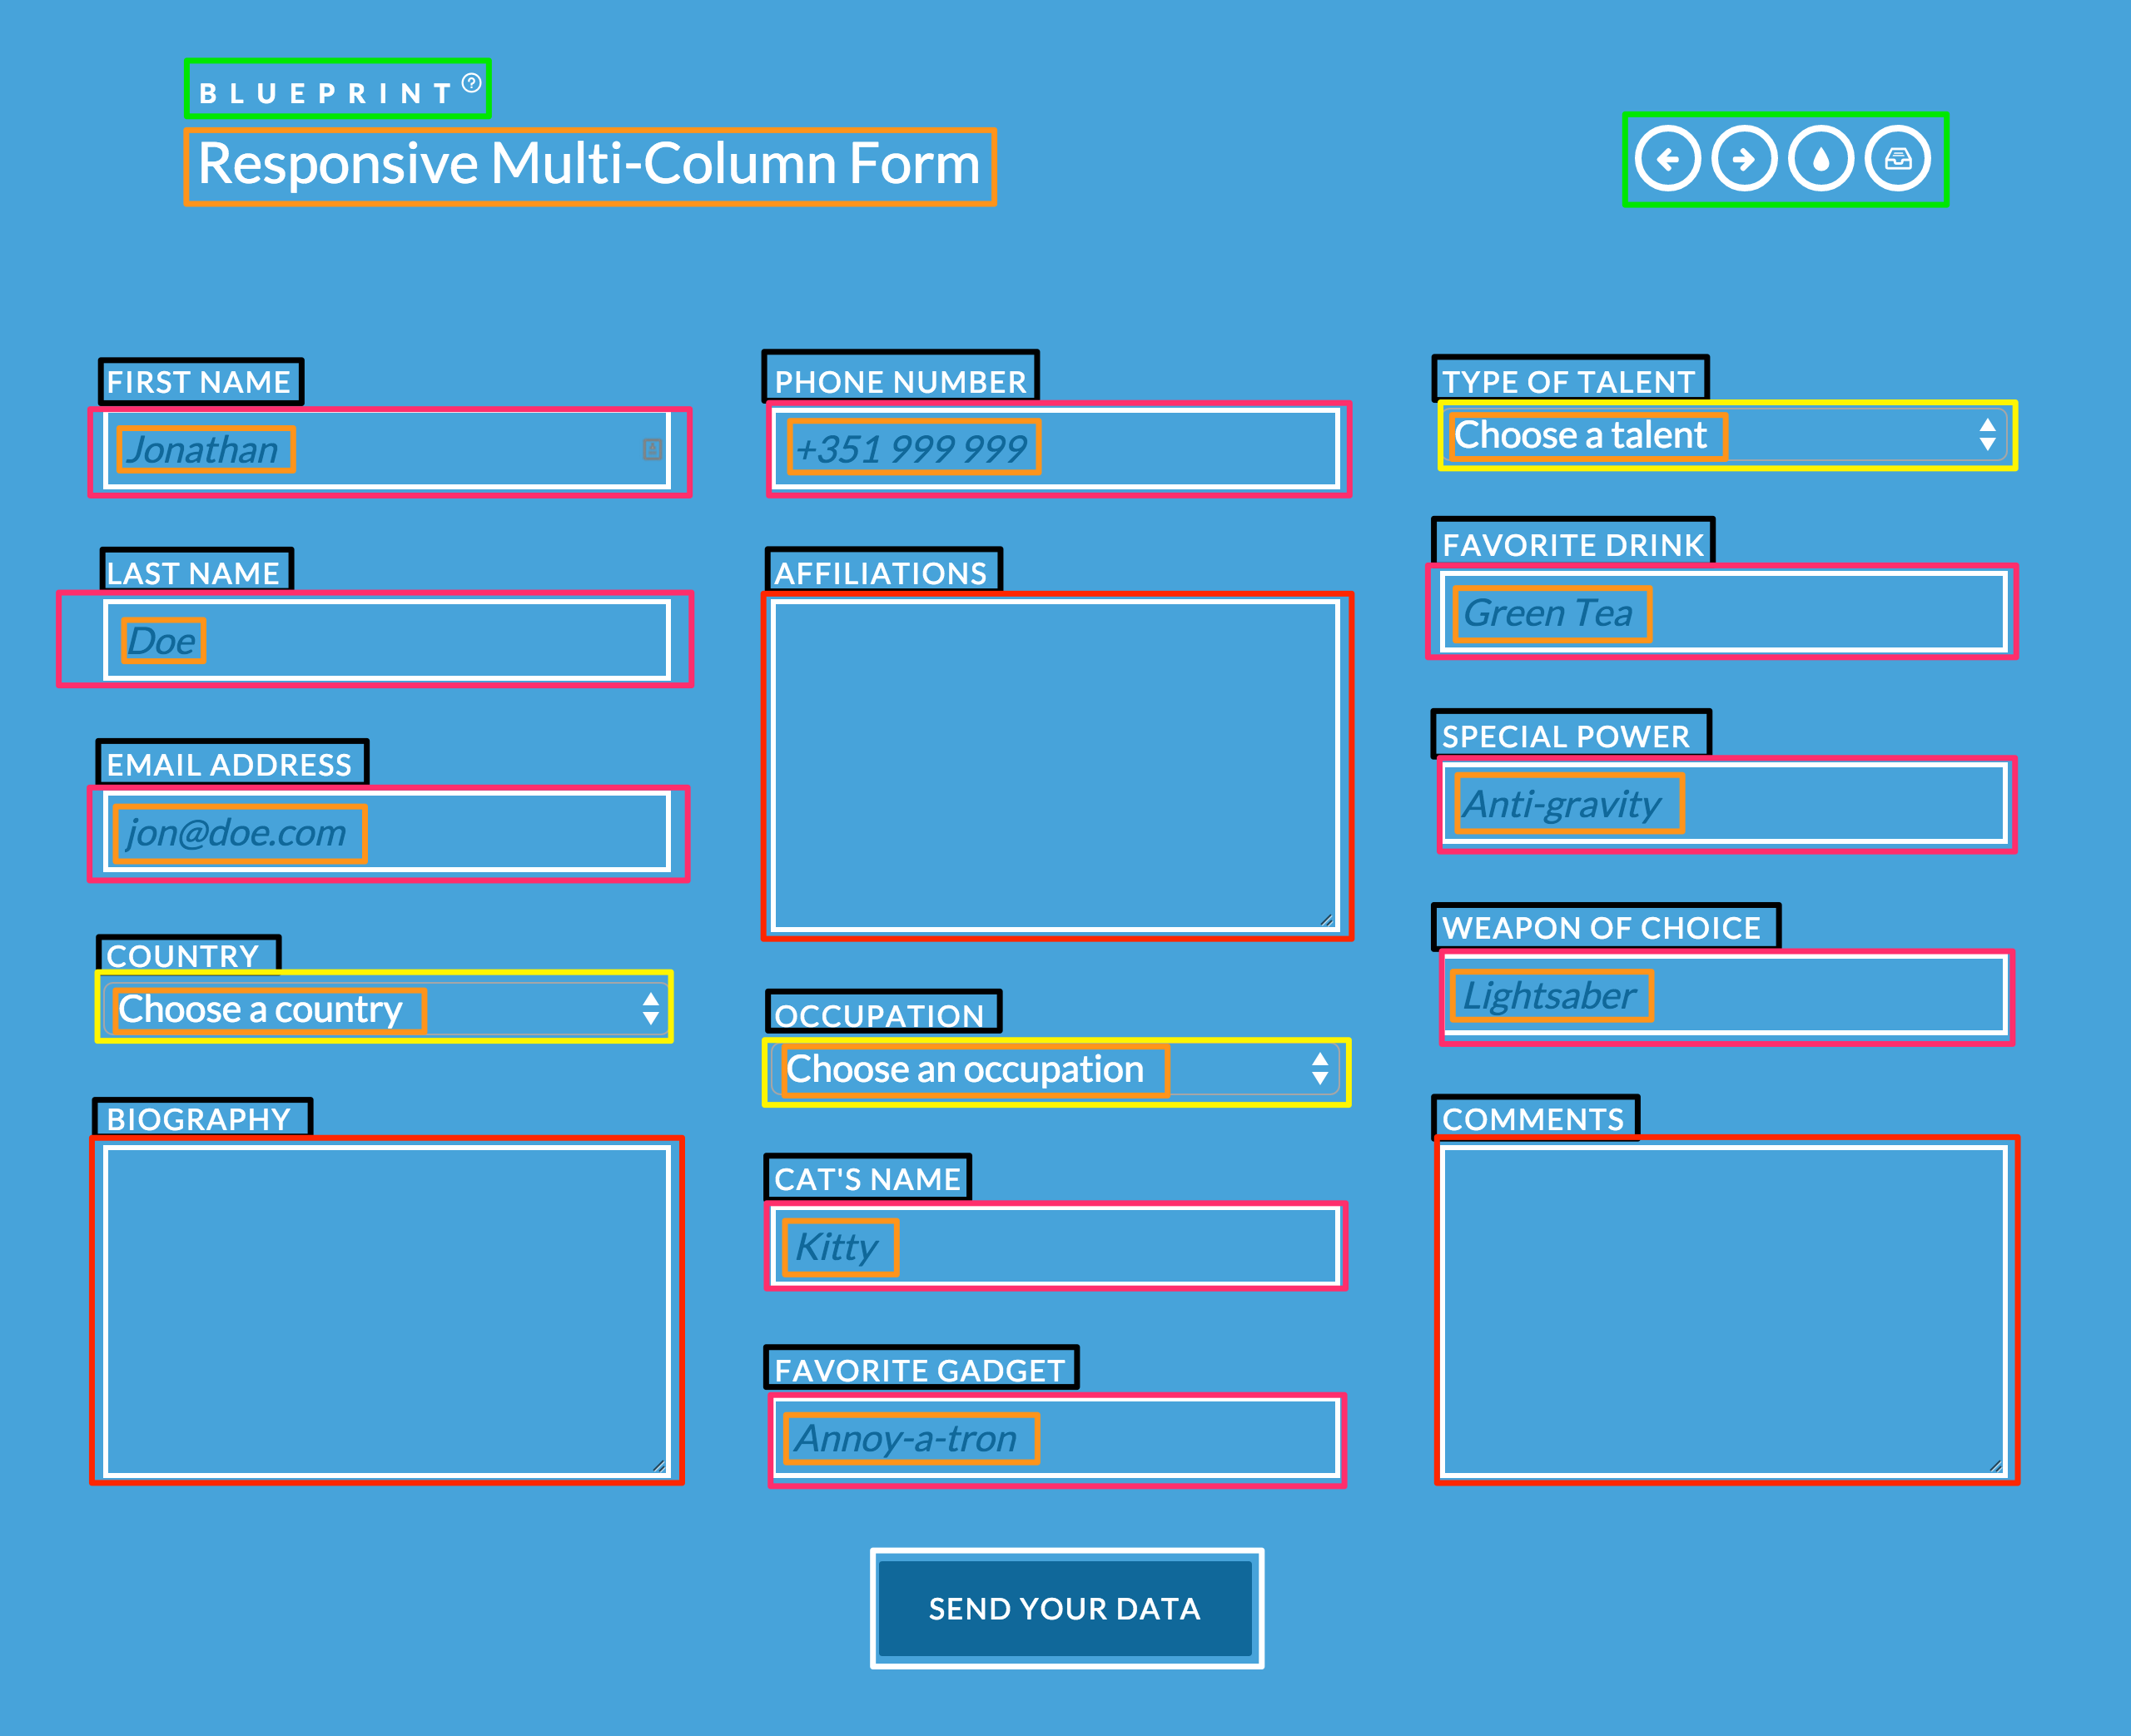 BLUEPRINT
Responsive Multi-Column Form
FIRST NAME
Jonathan
LAST NAME
Doe
EMAIL ADDRESS
jon@doe.com
COUNTRY
Choose a country
BIOGRAPHY
PHONE NUMBER
+351 999 999
AFFILIATIONS
OCCUPATION
Choose an occupation
CAT'S NAME
Kitty
FAVORITE GADGET
Annoy-a-tron
TYPE OF TALENT
Choose a talent
FAVORITE DRINK
Green Tea
SPECIAL POWER
Anti-gravity
WEAPON OF CHOICE
Lightsaber
COMMENTS
SEND YOUR DATA